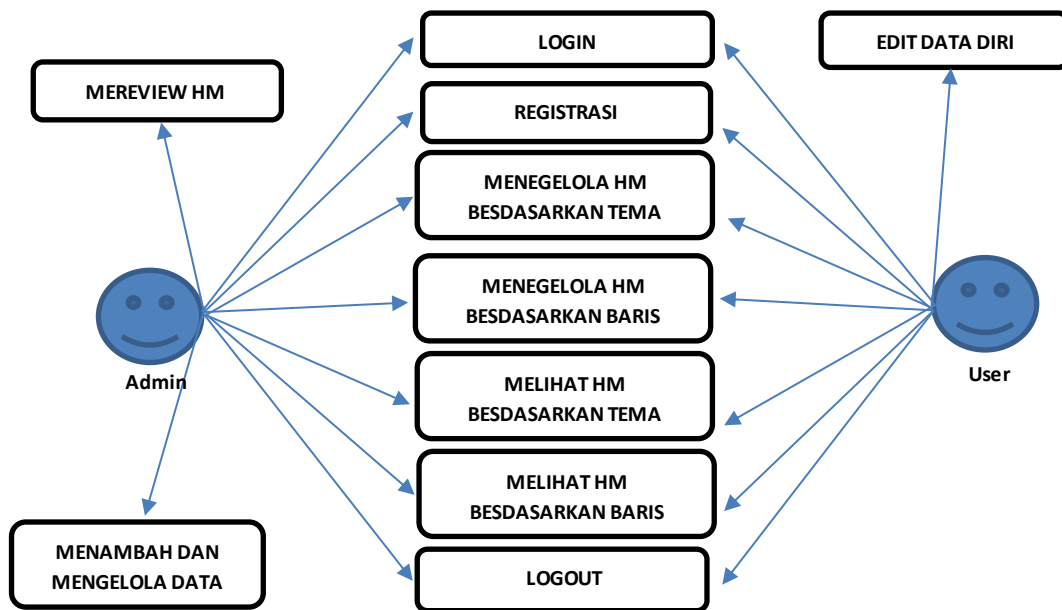 LOGIN
EDIT DATA DIRI
MEREVIEW HM
REGISTRASI
MENEGELOLA HM
BESDASARKAN TEMA
MENEGELOLA HM
BESDASARKAN BARIS
Admin
User
MELIHAT HM
BESDASARKAN TEMA
MELIHAT HM
BESDASARKAN BARIS
MENAMBAH DAN
MENGELOLA DATA
LOGOUT